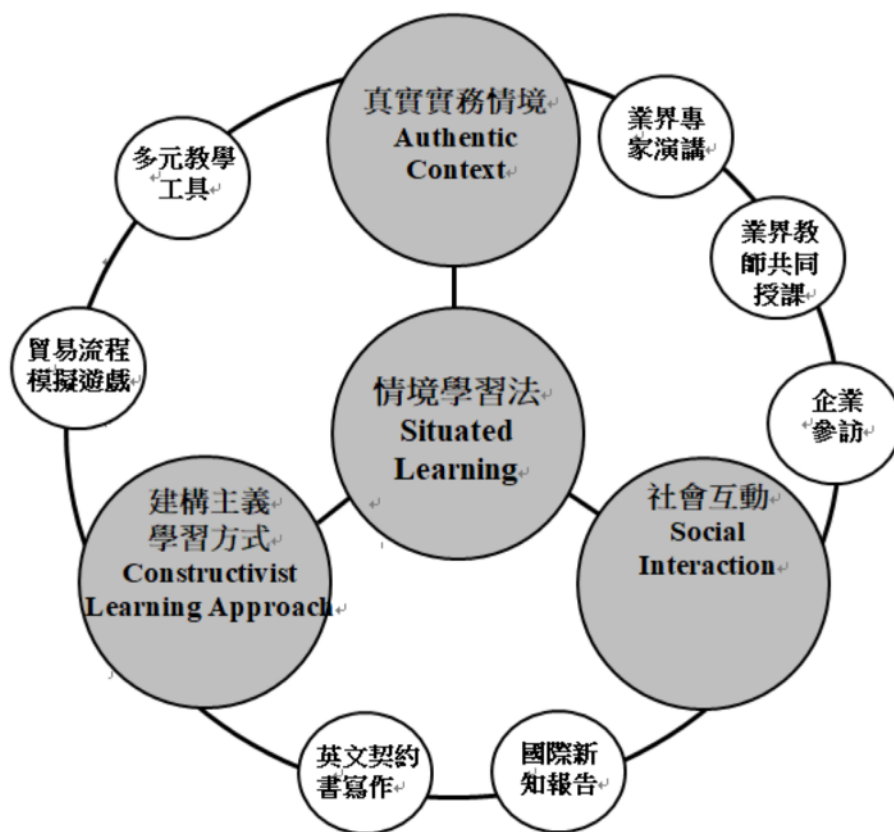 真實實務情境
Authentic
Context
業界專
家演講
多元教學
工具
業界教
師共同
授課
貿易流程
模擬遊戲
情境學習法
Situated
Learning
企業
參訪
建構主義
學習方式
Constructivist
Learning Approach
社會互動
Social
Interaction
英文契約
書寫作
國際新
知報告